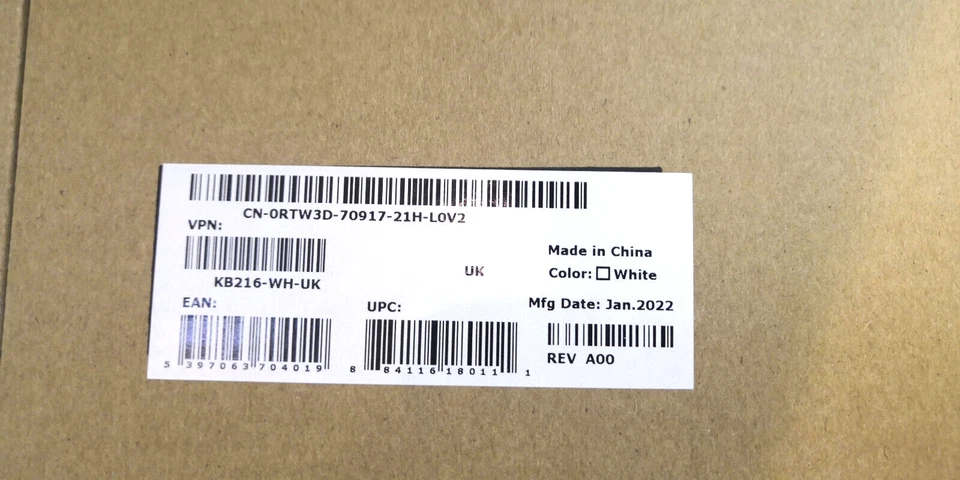 CN-0RTW3D-70917-21H-L0V2
VPN:
KB216-WH-UK
UK
Made in China
Color: White
EAN:
5 397063 704019
UPC:
8 84116 18011 1
Mfg Date: Jan.2022
REV A00